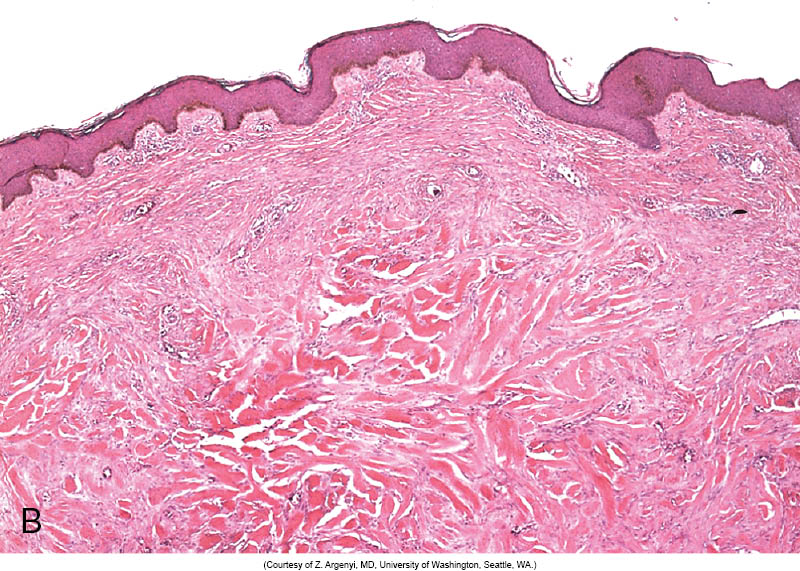 B
(Courtesy of Z. Argenyi, MD, University of Washington, Seattle, WA.)